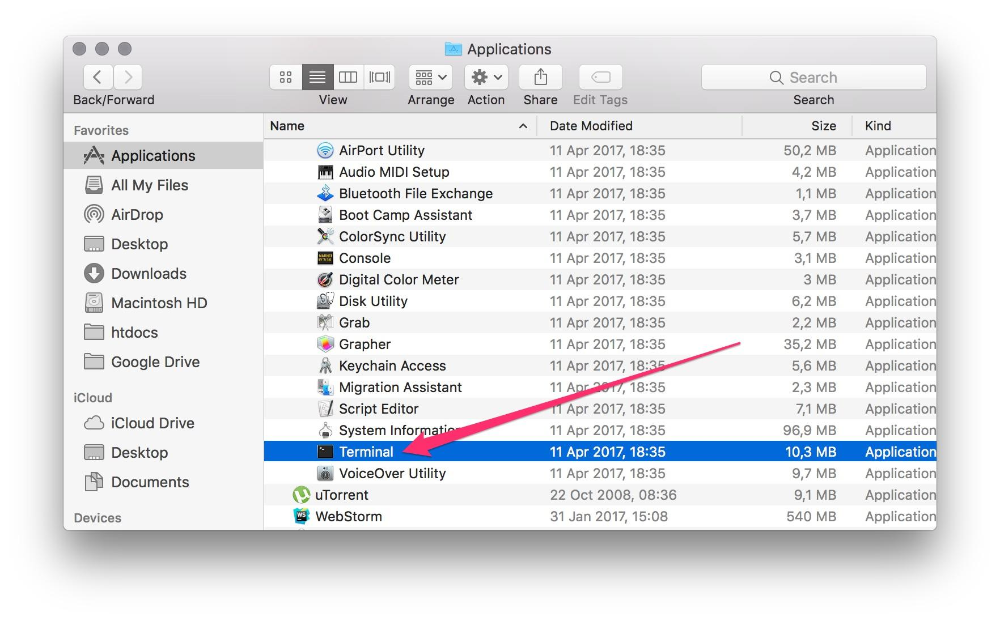 Applications
Search
Back/Forward View Arrange Action Share Edit Tags Search
Favorites
Applications
All My Files
AirDrop
Desktop
Downloads
Macintosh HD
htdocs
Google Drive
iCloud
iCloud Drive
Desktop
Documents
Devices
Name Date Modified Size Kind
AirPort Utility 11 Apr 2017, 18:35 50,2 MB Application
Audio MIDI Setup 11 Apr 2017, 18:35 4,2 MB Application
Bluetooth File Exchange 11 Apr 2017, 18:35 1,1 MB Application
Boot Camp Assistant 11 Apr 2017, 18:35 3,7 MB Application
ColorSync Utility 11 Apr 2017, 18:35 5,7 MB Application
Console 11 Apr 2017, 18:35 3,1 MB Application
Digital Color Meter 11 Apr 2017, 18:35 3 MB Application
Disk Utility 11 Apr 2017, 18:35 6,2 MB Application
Grab 11 Apr 2017, 18:35 2,2 MB Application
Grapher 11 Apr 2017, 18:35 35,2 MB Application
Keychain Access 11 Apr 2017, 18:35 5,6 MB Application
Migration Assistant 11 Apr 2017, 18:35 2,3 MB Application
Script Editor 11 Apr 2017, 18:35 7,1 MB Application
System Information 11 Apr 2017, 18:35 96,9 MB Application
Terminal 11 Apr 2017, 18:35 10,3 MB Application
VoiceOver Utility 11 Apr 2017, 18:35 9,7 MB Application
uTorrent 22 Oct 2008, 08:36 9,1 MB Application
WebStorm 31 Jan 2017, 15:08 540 MB Application